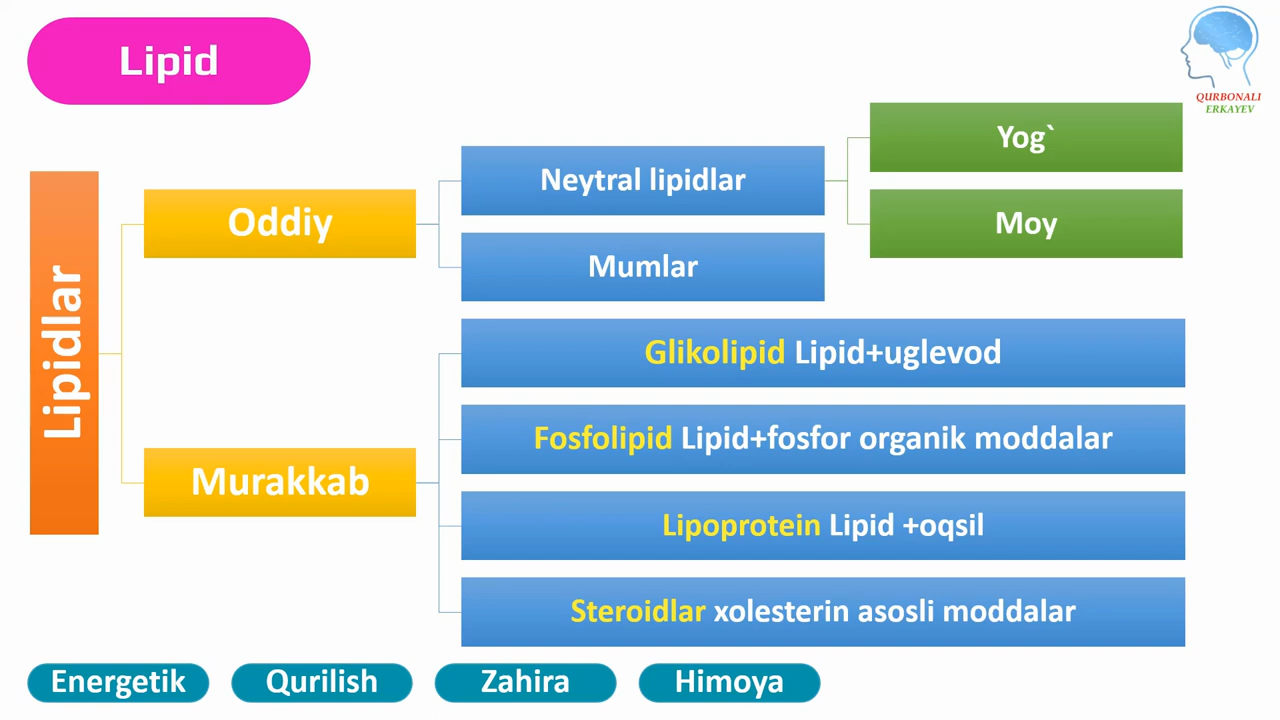 Lipid
QURBONALI
ERKAYEV
Lipidlar
Oddiy
Neytral lipidlar
Yog`
Moy
Mumlar
Murakkab
Glikolipid Lipid+uglevod
Fosfolipid Lipid+fosfor organik moddalar
Lipoprotein Lipid +oqsil
Steroidlar xolesterin asosli moddalar
Energetik
Qurilish
Zahira
Himoya